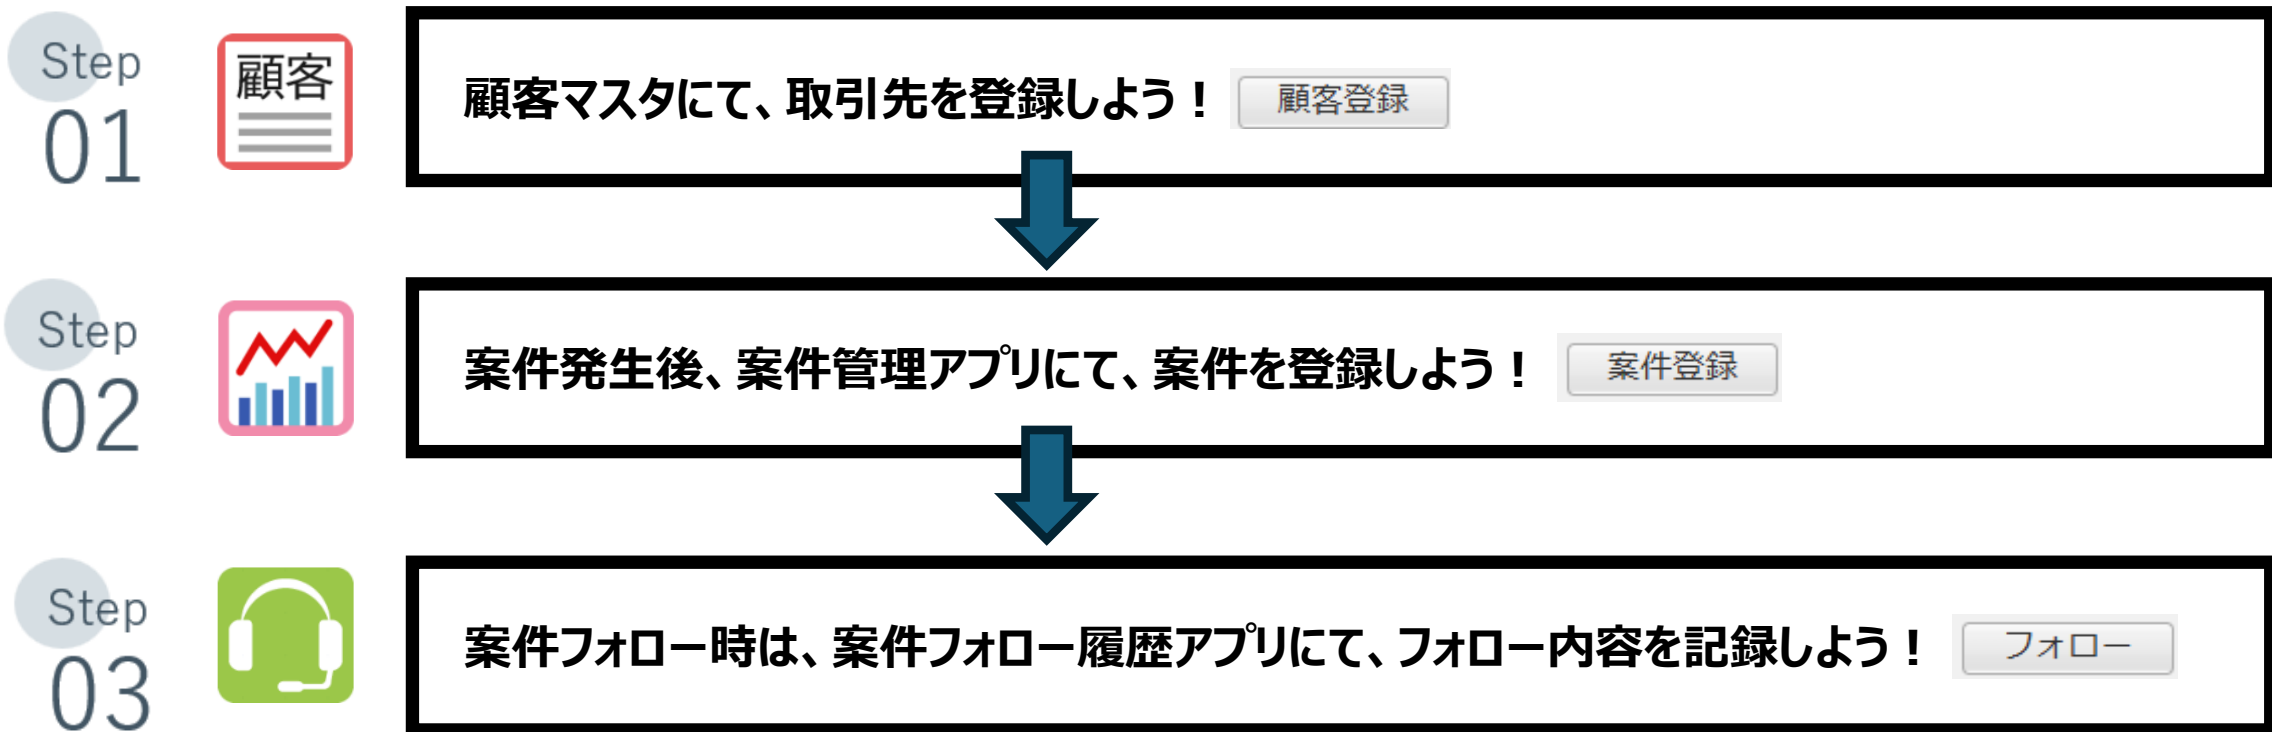 Step
01
顧客
顧客マスタにて、取引先を登録しよう！
顧客登録
Step
02
案件発生後、案件管理アプリにて、案件を登録しよう！
案件登録
Step
03
案件フォロー時は、案件フォロー履歴アプリにて、フォロー内容を記録しよう！
フォロー